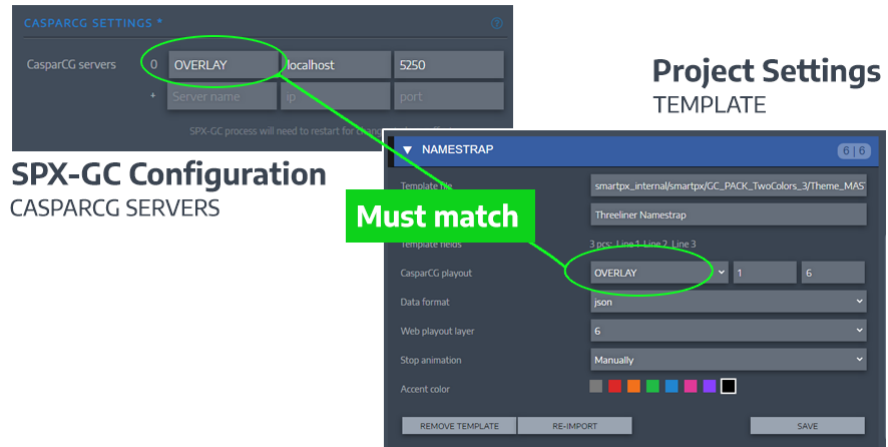 CASPARCG SETTINGS *
?
CasparCG servers 0 OVERLAY localhost 5250
+ Server name ip port
SPX-GC process will need to restart for
SPX-GC Configuration
CASPARCG SERVERS
Project Settings
TEMPLATE
▼ NAMESTRAP 6 | 6
Template file smartpx_internal/smartpx/GC_PACK_TwoColors_3/Theme_MAS
Must match
Threeliner Namestrap
Template fields 3 pcs: Line 1, Line 2, Line 3
CasparCG playout OVERLAY 1 6
Data format json
Web playout layer 6
Stop animation Manually
Accent color
REMOVE TEMPLATE RE-IMPORT SAVE